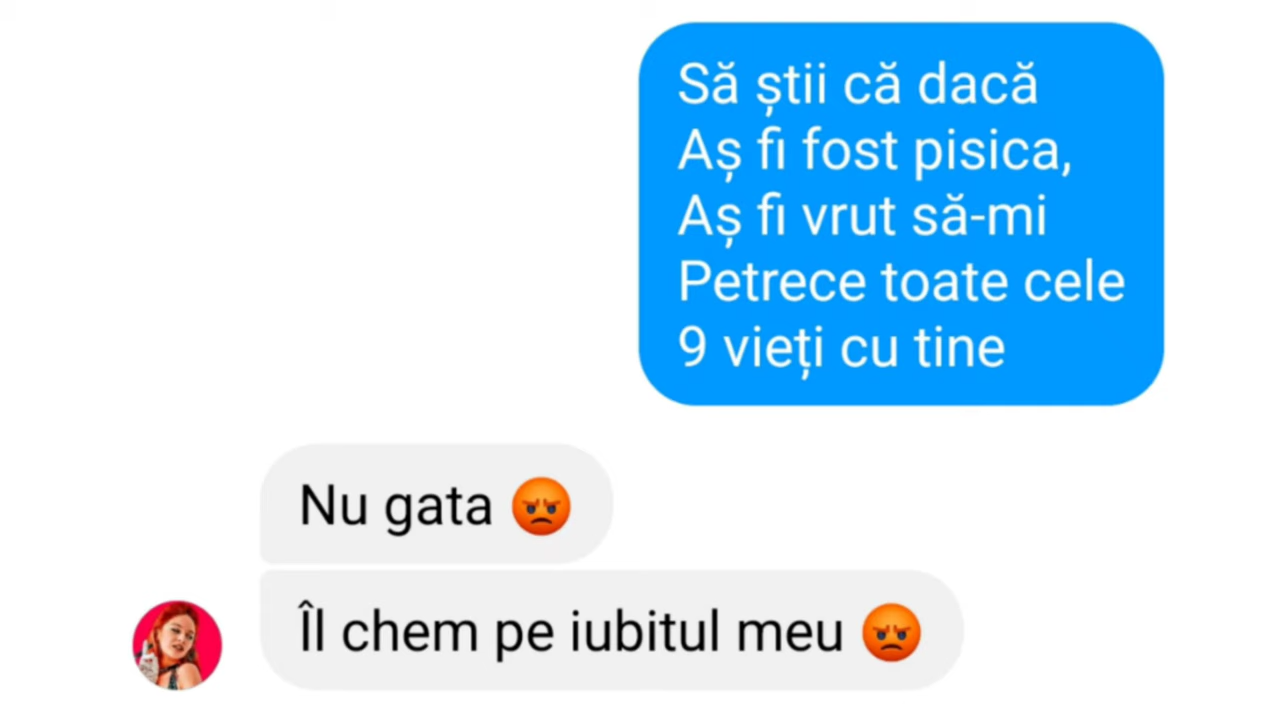 Să știi că dacă
Aș fi fost pisica,
Aș fi vrut să-mi
Petrece toate cele
9 vieți cu tine
Nu gata 😡
Îl chem pe iubitul meu 😡